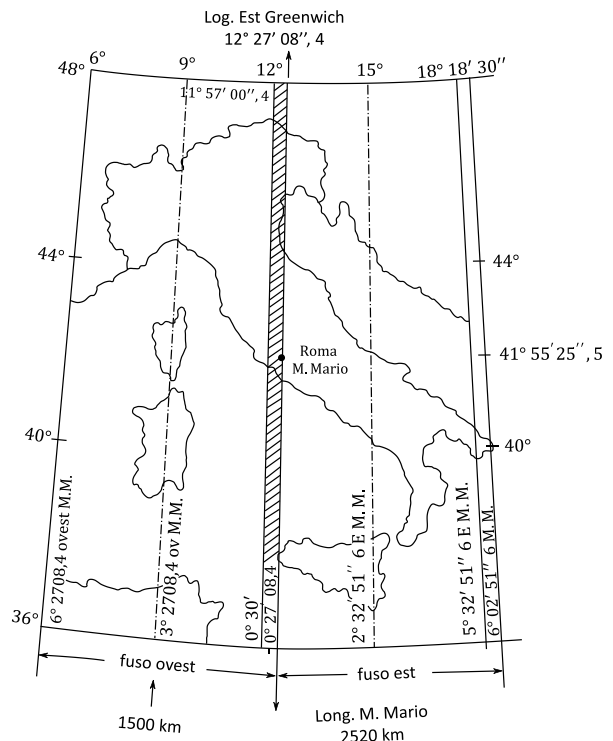 Log. Est Greenwich
12° 27′ 08″, 4
6°
9°
12°
15°
18° 18′ 30″
48°
11° 57′ 00″, 4
44°
44°
Roma
M. Mario
41° 55′ 25″, 5
40°
40°
6° 2708,4 ovest M.M.
3° 2708,4 ov M.M.
0° 30′
0° 27′ 08,4
2° 32′ 51″ 6 E M. M.
5° 32′ 51″ 6 E M. M.
6° 02′ 51″ 6 M. M.
36°
fuso ovest
fuso est
1500 km
Long. M. Mario
2520 km